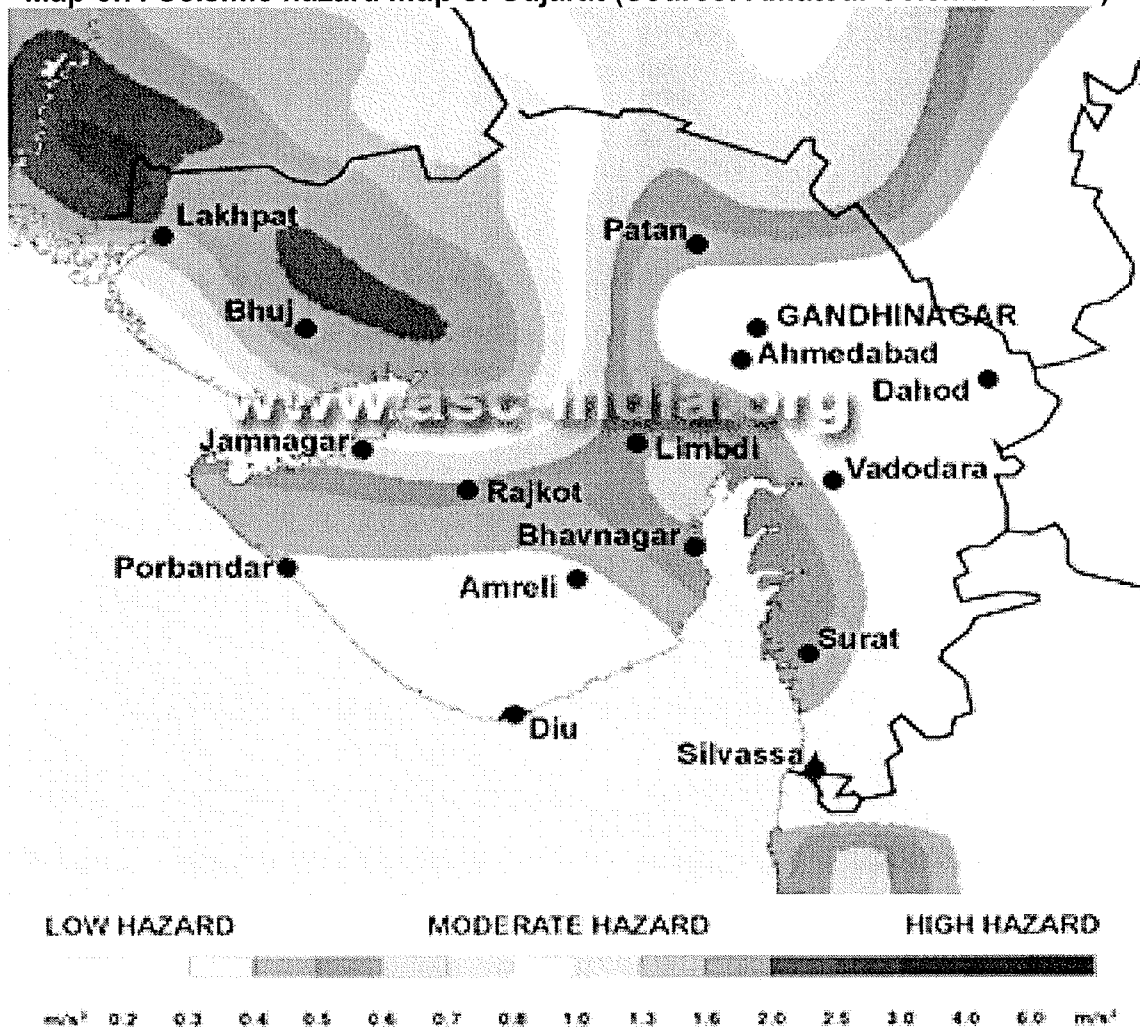 Lakhpat
Patan
Bhuj
GANDHINAGAR
Ahmedabad
Dahod
www.asc-india.org
Jamnagar
Limbdi
Vadodara
Rajkot
Bhavnagar
Porbandar
Amreli
Surat
Diu
Silvassa
LOW HAZARD MODERATE HAZARD HIGH HAZARD
m/s² 0.2 0.3 0.4 0.5 0.6 0.7 0.8 1.0 1.3 1.6 2.0 2.5 3.0 4.0 6.0 m/s²